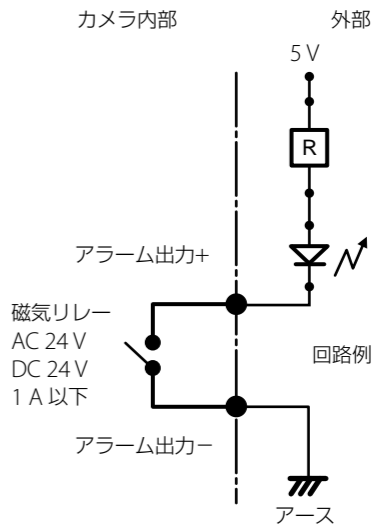 カメラ内部
外部
5 V
R
アラーム出力+
磁気リレー
AC 24 V
DC 24 V
1 A 以下
回路例
アラーム出力−
アース